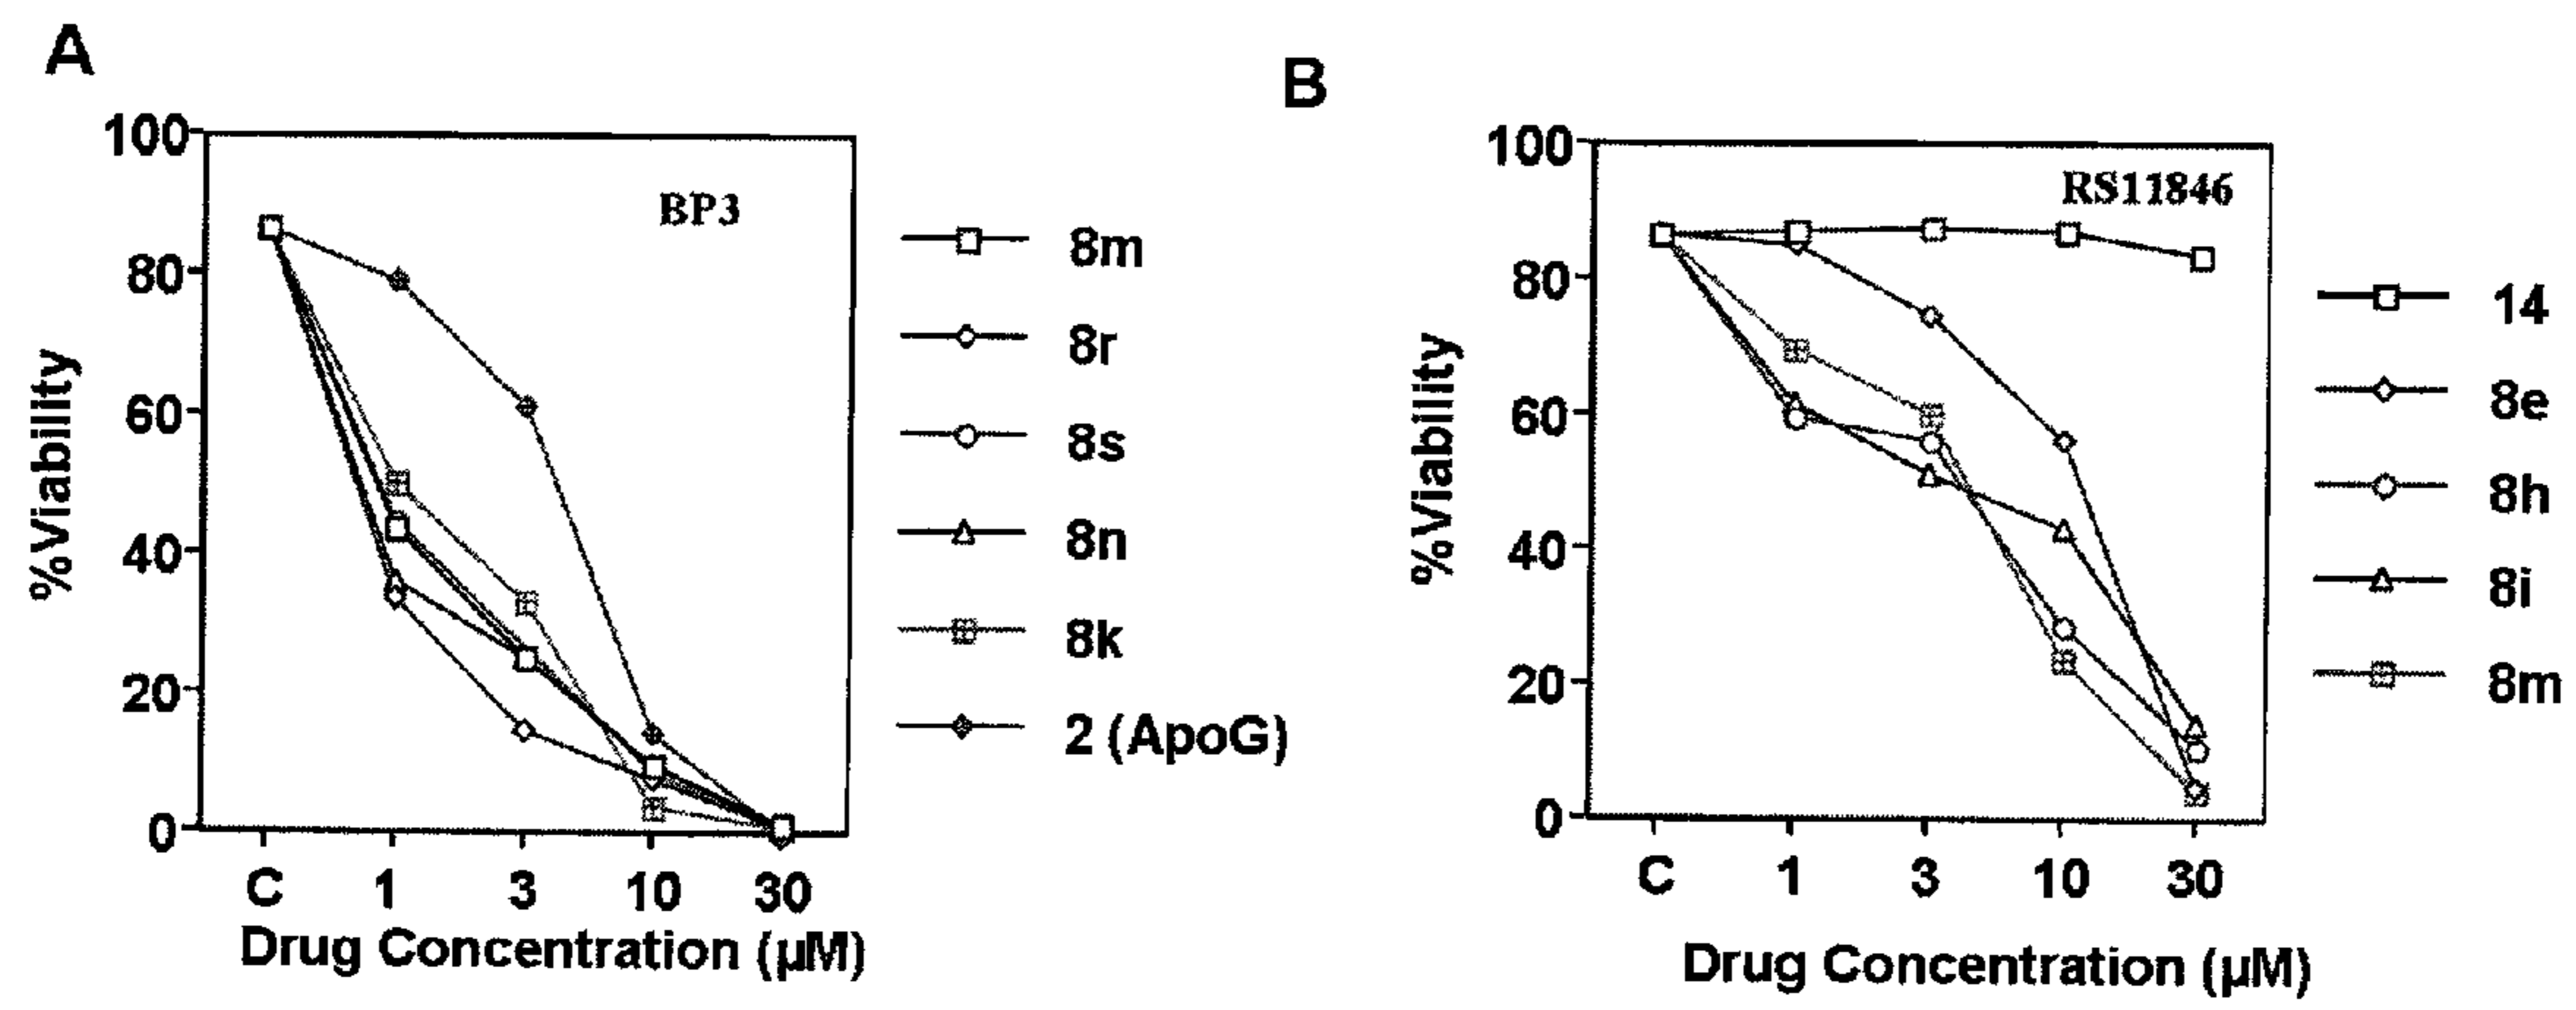 A
100
80
60
40
20
0
%Viability
BP3
C 1 3 10 30
Drug Concentration (µM)
8m
8r
8s
8n
8k
2 (ApoG)
B
100
80
60
40
20
0
%Viability
RS11846
C 1 3 10 30
Drug Concentration (µM)
14
8e
8h
8i
8m